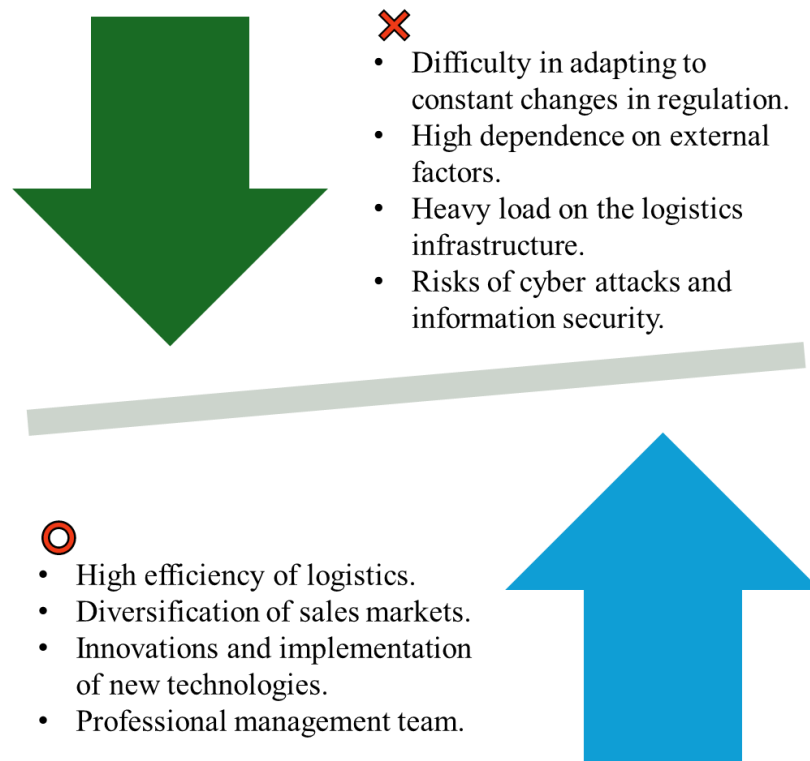 • Difficulty in adapting to
constant changes in regulation.
• High dependence on external
factors.
• Heavy load on the logistics
infrastructure.
• Risks of cyber attacks and
information security.
• High efficiency of logistics.
• Diversification of sales markets.
• Innovations and implementation
of new technologies.
• Professional management team.